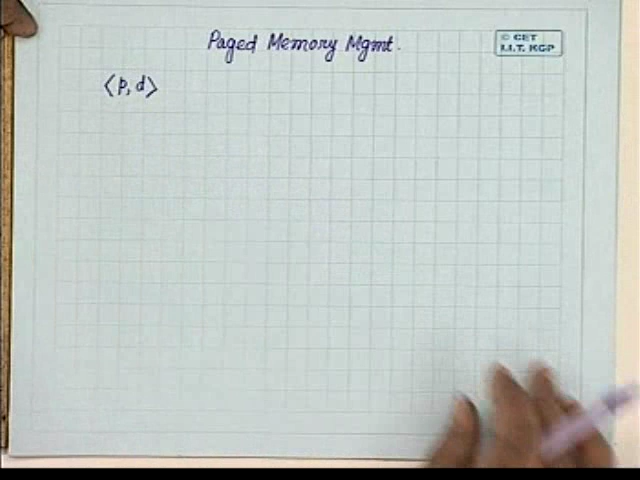 Paged Memory Mgmt.
© CET
I.I.T. KGP
⟨p, d⟩